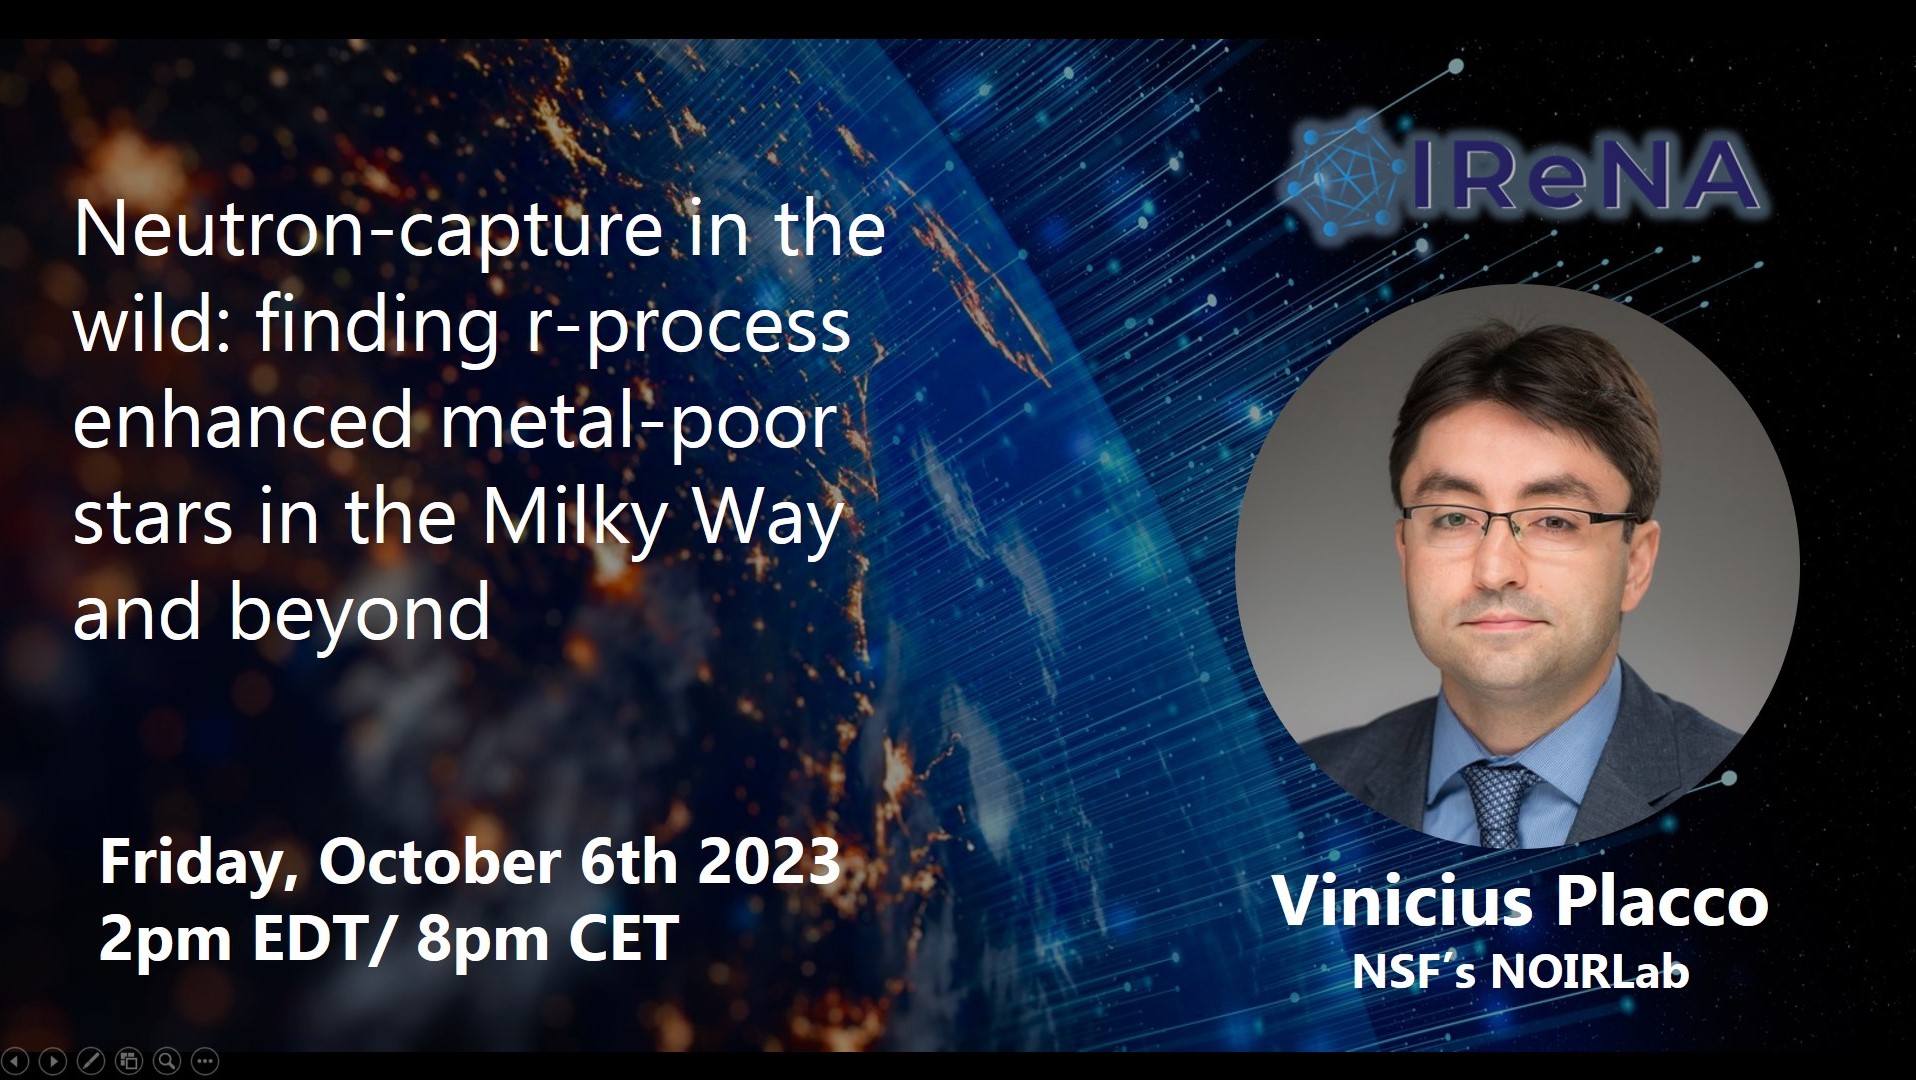 IReNA
Neutron-capture in the
wild: finding r-process
enhanced metal-poor
stars in the Milky Way
and beyond
Friday, October 6th 2023
2pm EDT/ 8pm CET
Vinicius Placco
NSF´s NOIRLab